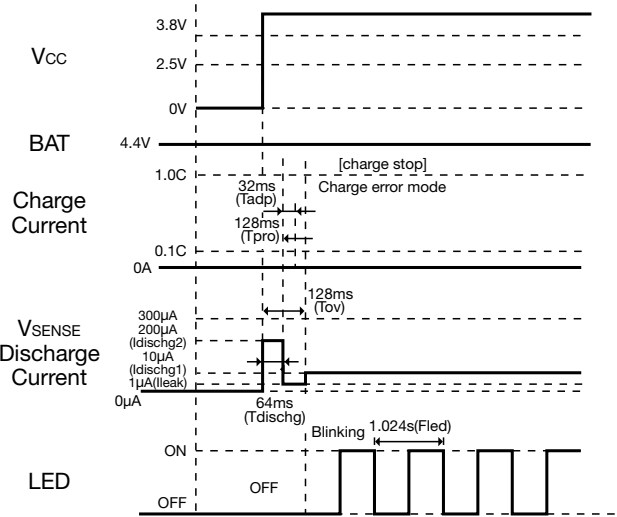 3.8V
VCC
2.5V
0V
BAT
4.4V
1.0C
[charge stop]
Charge error mode
32ms
(Tadp)
Charge
Current
128ms
(Tpro)
0.1C
0A
128ms
(Tov)
300µA
VSENSE
Discharge
Current
200µA
(Idischg2)
10µA
(Idischg1)
1µA(Ileak)
0µA
64ms
(Tdischg)
Blinking
1.024s(Fled)
ON
LED
OFF
OFF